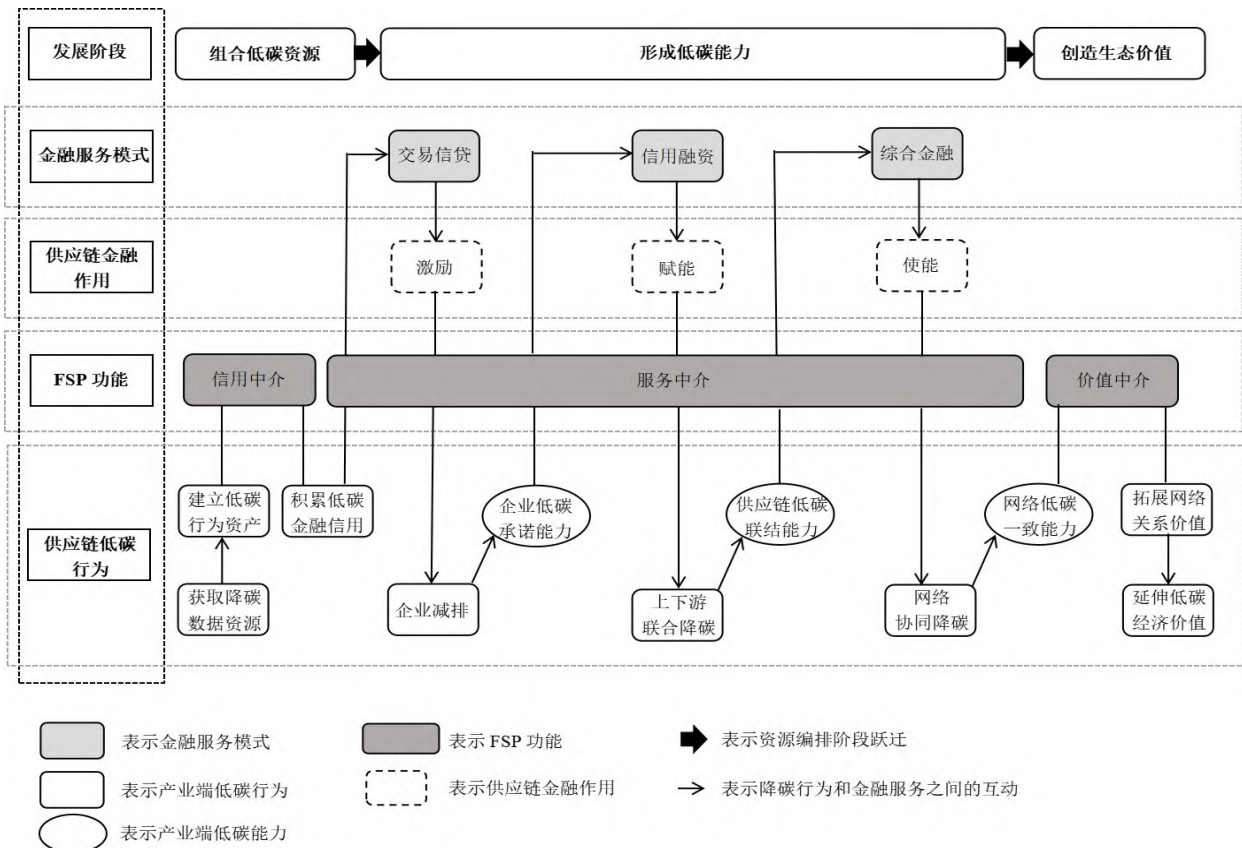 发展阶段
组合低碳资源
形成低碳能力
创造生态价值
金融服务模式
交易信贷
信用融资
综合金融
供应链金融
作用
激励
赋能
使能
FSP 功能
信用中介
服务中介
价值中介
供应链低碳
行为
建立低碳
行为资产
积累低碳
金融信用
企业低碳
承诺能力
供应链低碳
联结能力
网络低碳
一致能力
拓展网络
关系价值
获取降碳
数据资源
企业减排
上下游
联合降碳
网络
协同降碳
延伸低碳
经济价值
表示金融服务模式
表示 FSP 功能
表示资源编排阶段跃迁
表示产业端低碳行为
表示供应链金融作用
表示降碳行为和金融服务之间的互动
表示产业端低碳能力